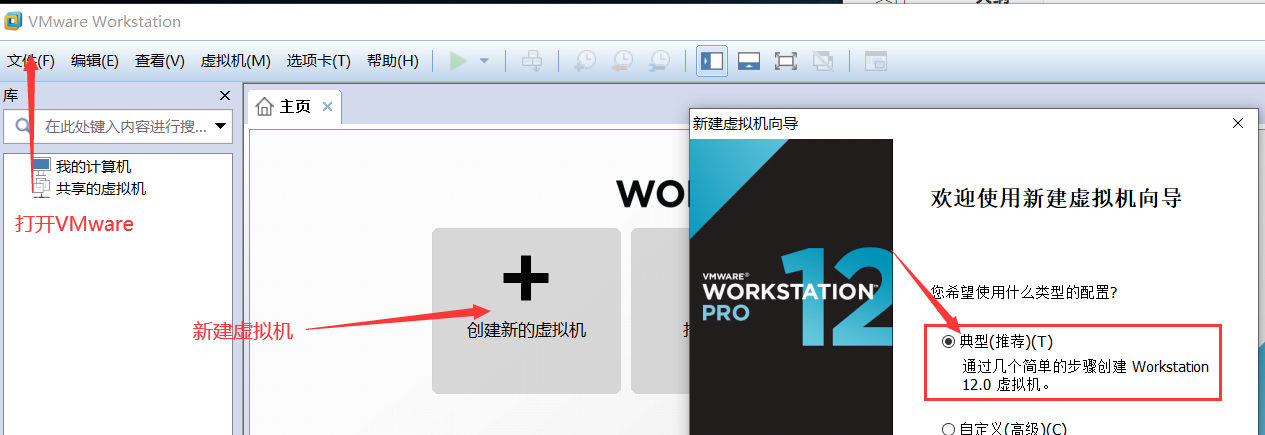 VMware Workstation
文件(F) 编辑(E) 查看(V) 虚拟机(M) 选项卡(T) 帮助(H)
库
主页
在此处键入内容进行搜...
我的计算机
共享的虚拟机
打开VMware
WO
创建新的虚拟机
新建虚拟机
新建虚拟机向导
VMWARE®
WORKSTATION™
PRO
12
欢迎使用新建虚拟机向导
您希望使用什么类型的配置?
典型(推荐)(T)
通过几个简单的步骤创建 Workstation
12.0 虚拟机。
自定义(高级)(C)